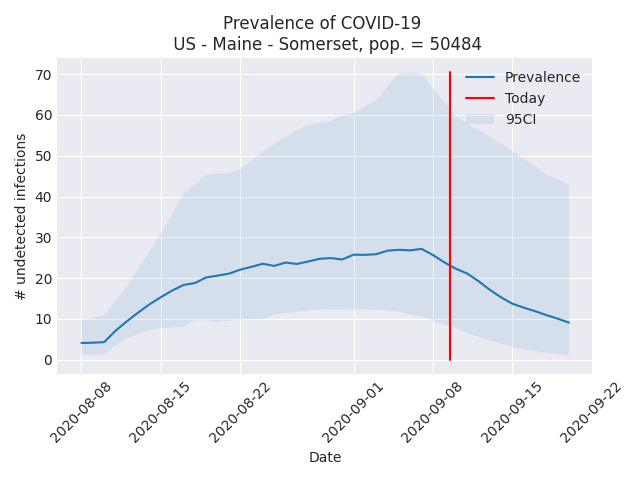 Prevalence of COVID-19
US - Maine - Somerset, pop. = 50484
Prevalence
Today
95CI
# undetected infections
70
60
50
40
30
20
10
0
2020-08-08
2020-08-15
2020-08-22
2020-09-01
2020-09-08
2020-09-15
2020-09-22
Date